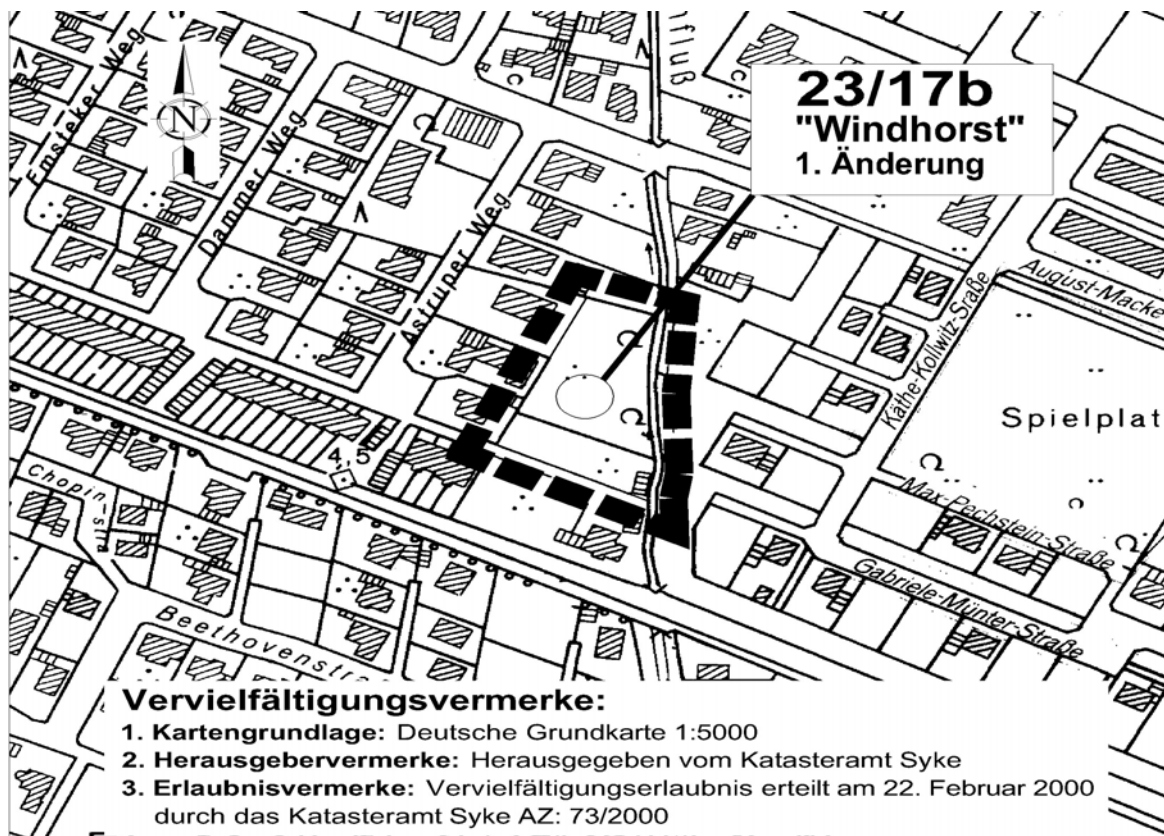 23/17b
"Windhorst"
1. Änderung
N
Emsteker Weg
Dammer Weg
Astruper Weg
fluß
August-Macke
Käthe-Kollwitz-Sraße
Spielplat
4,5
Max-Pechstein-Straße
Gabriele-Münter-Straße
Chopin-
Beethovenstra
Vervielfältigungsvermerke:
1. Kartengrundlage: Deutsche Grundkarte 1:5000
2. Herausgebervermerke: Herausgegeben vom Katasteramt Syke
3. Erlaubnisvermerke: Vervielfältigungserlaubnis erteilt am 22. Februar 2000
durch das Katasteramt Syke AZ: 73/2000